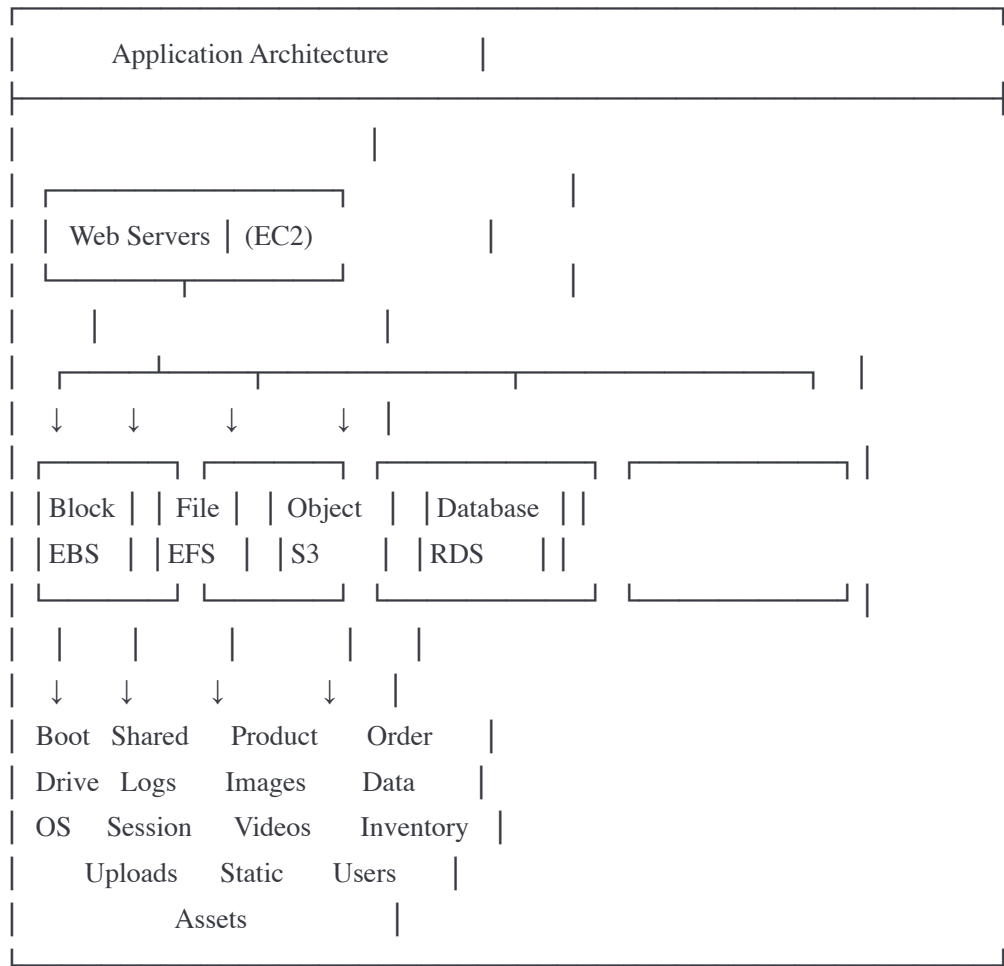 Application Architecture
Web Servers (EC2)
Block File Object Database
EBS EFS S3 RDS
Boot Shared Product Order
Drive Logs Images Data
OS Session Videos Inventory
Uploads Static Users
Assets